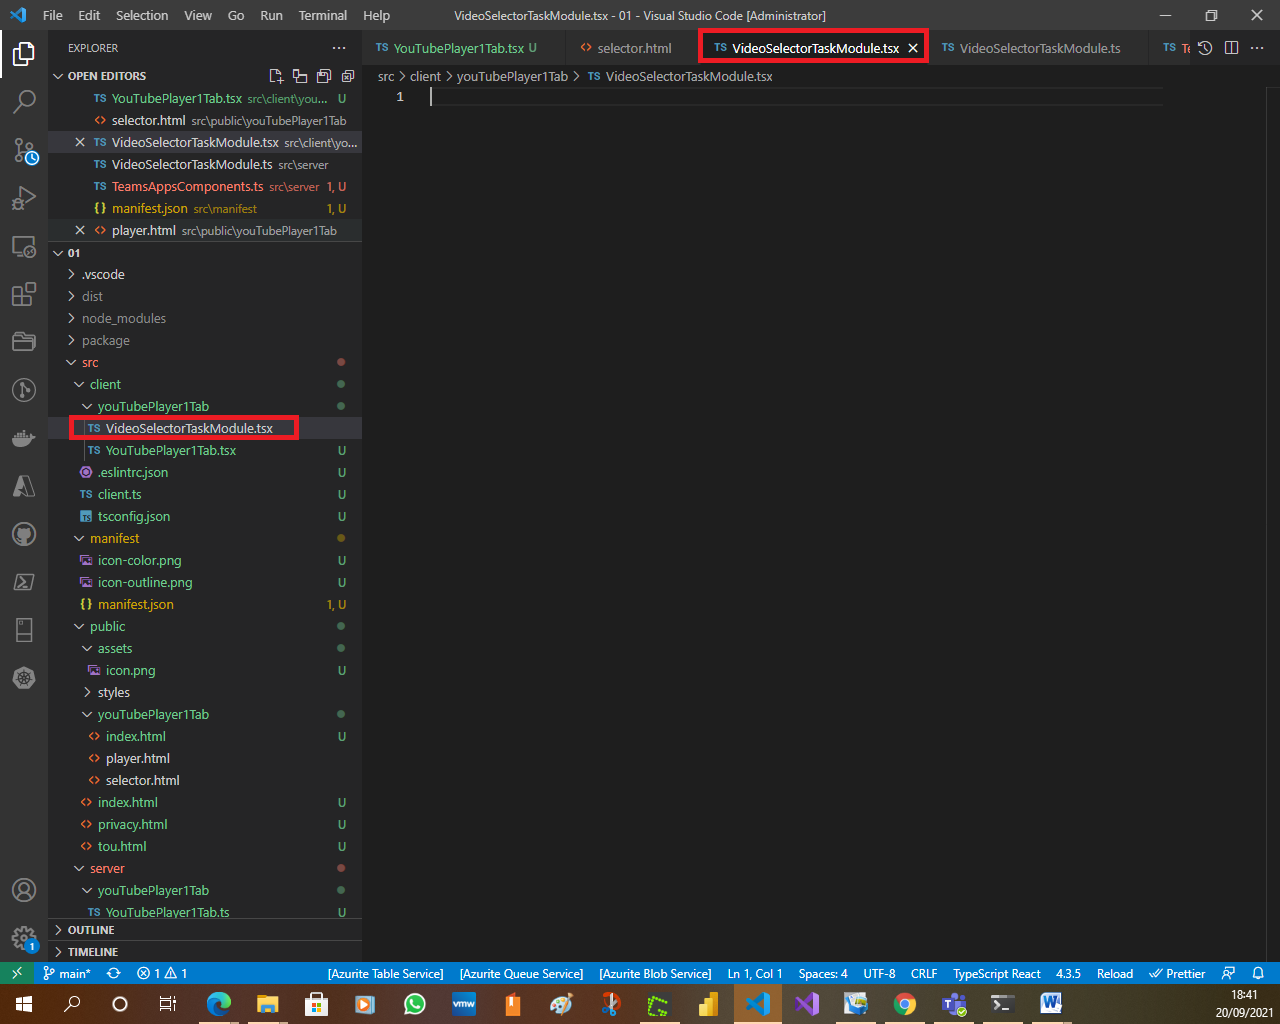 File Edit Selection View Go Run Terminal Help VideoSelectorTaskModule.tsx - 01 - Visual Studio Code [Administrator]
EXPLORER
TS YouTubePlayer1Tab.tsx U <> selector.html TS VideoSelectorTaskModule.tsx TS VideoSelectorTaskModule.ts TS
OPEN EDITORS
src > client > youTubePlayer1Tab > TS VideoSelectorTaskModule.tsx
1
TS YouTubePlayer1Tab.tsx src\client\you... U
<> selector.html src\public\youTubePlayer1Tab
TS VideoSelectorTaskModule.tsx src\client\yo...
TS VideoSelectorTaskModule.ts src\server
TS TeamsAppsComponents.ts src\server 1, U
{} manifest.json src\manifest 1, U
<> player.html src\public\youTubePlayer1Tab
01
.vscode
dist
node_modules
package
src
client
youTubePlayer1Tab
TS VideoSelectorTaskModule.tsx
TS YouTubePlayer1Tab.tsx U
.eslintrc.json U
TS client.ts U
TS tsconfig.json U
manifest
icon-color.png U
icon-outline.png U
{} manifest.json 1, U
public
assets
icon.png U
styles
youTubePlayer1Tab
<> index.html U
<> player.html
<> selector.html
<> index.html U
<> privacy.html U
<> tou.html U
server
youTubePlayer1Tab
TS YouTubePlayer1Tab.ts U
OUTLINE
TIMELINE
1
main* 1 1 [Azurite Table Service] [Azurite Queue Service] [Azurite Blob Service] Ln 1, Col 1 Spaces: 4 UTF-8 CRLF TypeScript React 4.3.5 Reload Prettier
vmw
18:41
20/09/2021